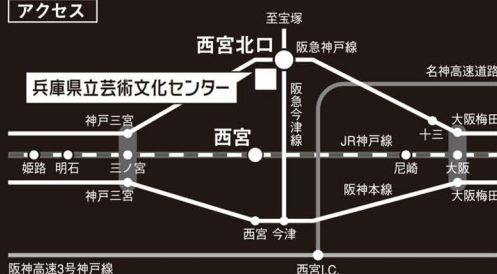 アクセス
至宝塚
西宮北口
阪急神戸線
兵庫県立芸術文化センター
阪急今津線
名神高速道路
神戸三宮
西宮
JR神戸線
十三
大阪梅田
姫路
明石
三ノ宮
尼崎
大阪
神戸三宮
阪神本線
大阪梅田
西宮
今津
阪神高速3号神戸線
西宮I.C.